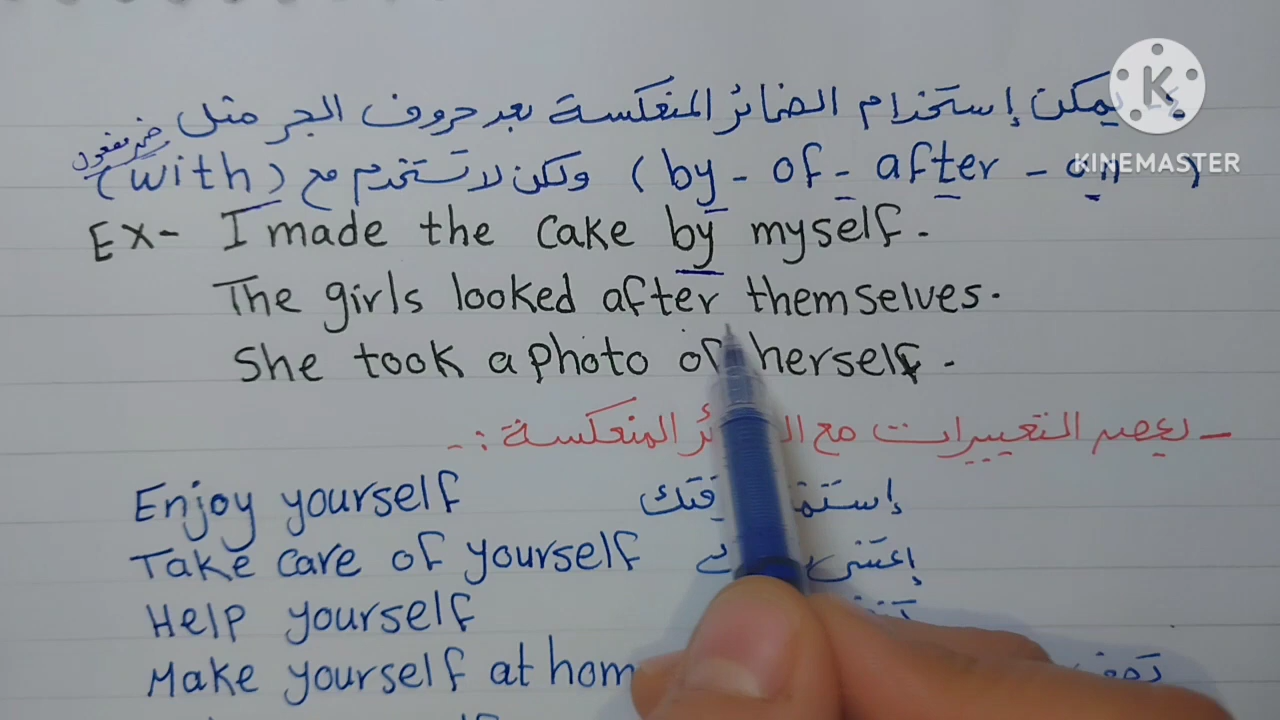 يمكن إستخدام الضمائر المنعكسة بعد حروف الجر مثل
(by - of - after - on) ولكن لا تستخدم مع (with)
ضمير مفعول
EX- I made the cake by myself.
The girls looked after themselves.
She took a photo of herself.
- بعض التعبيرات مع المنعكسة :-
Enjoy yourself
Take care of yourself
Help yourself
Make yourself at hom
KINEMASTER